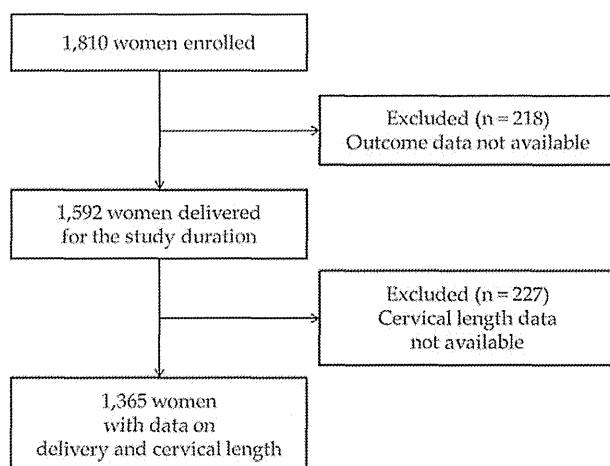 1,810 women enrolled
Excluded (n = 218)
Outcome data not available
1,592 women delivered
for the study duration
Excluded (n = 227)
Cervical length data
not available
1,365 women
with data on
delivery and cervical length